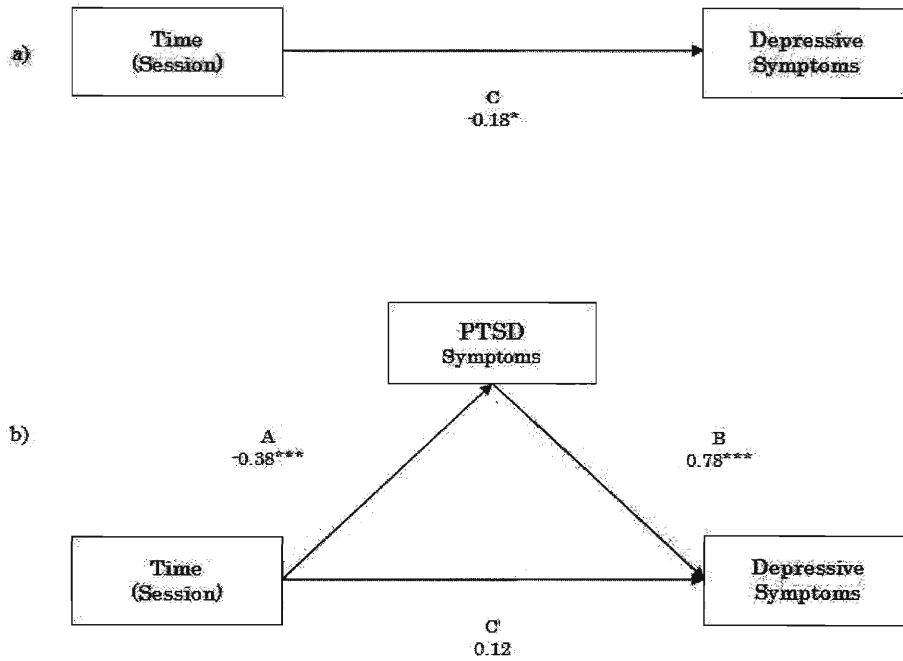 a)
Time
(Session)
Depressive
Symptoms
C
-0.18*
PTSD
Symptoms
b)
A
-0.38***
B
0.78***
Time
(Session)
Depressive
Symptoms
C'
0.12